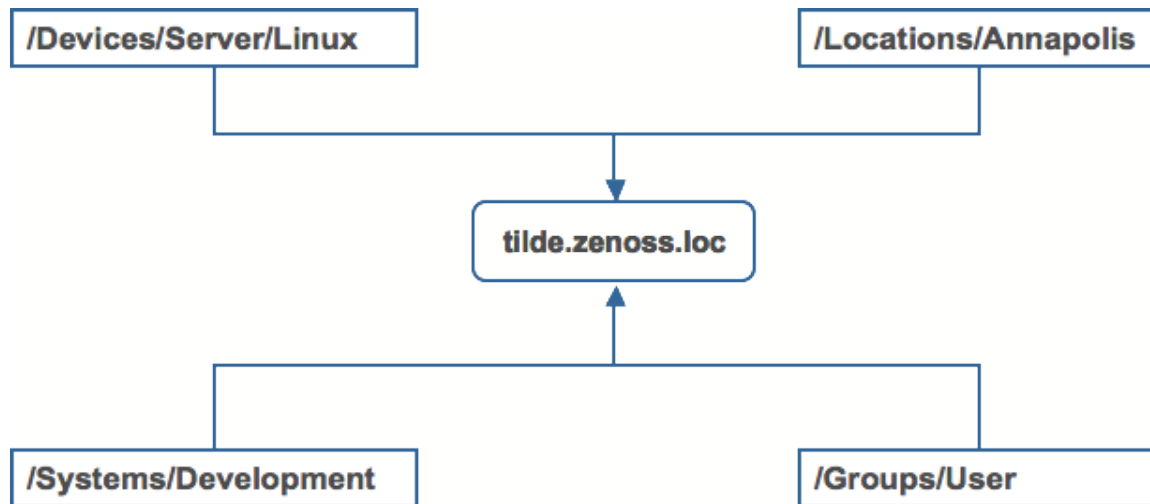 /Devices/Server/Linux
/Locations/Annapolis
tilde.zenoss.loc
/Systems/Development
/Groups/User